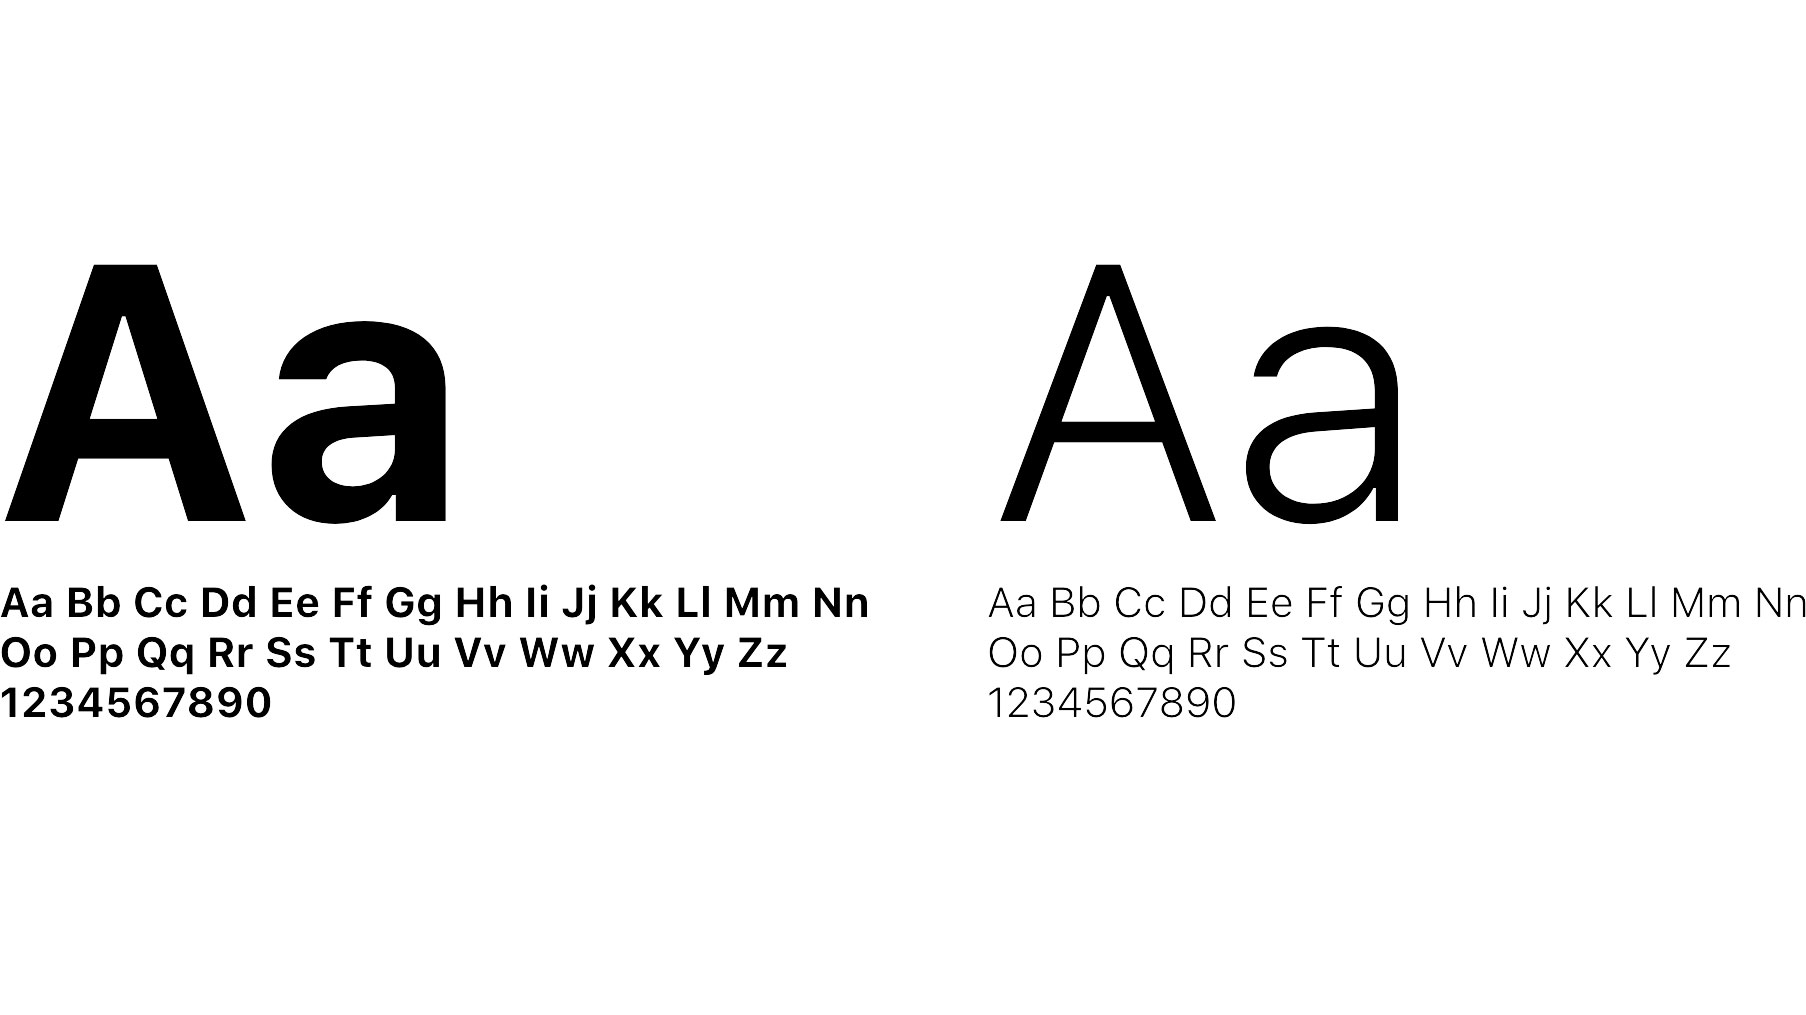 Aa
Aa Bb Cc Dd Ee Ff Gg Hh Ii Jj Kk Ll Mm Nn
Oo Pp Qq Rr Ss Tt Uu Vv Ww Xx Yy Zz
1234567890
Aa
Aa Bb Cc Dd Ee Ff Gg Hh Ii Jj Kk Ll Mm Nn
Oo Pp Qq Rr Ss Tt Uu Vv Ww Xx Yy Zz
1234567890